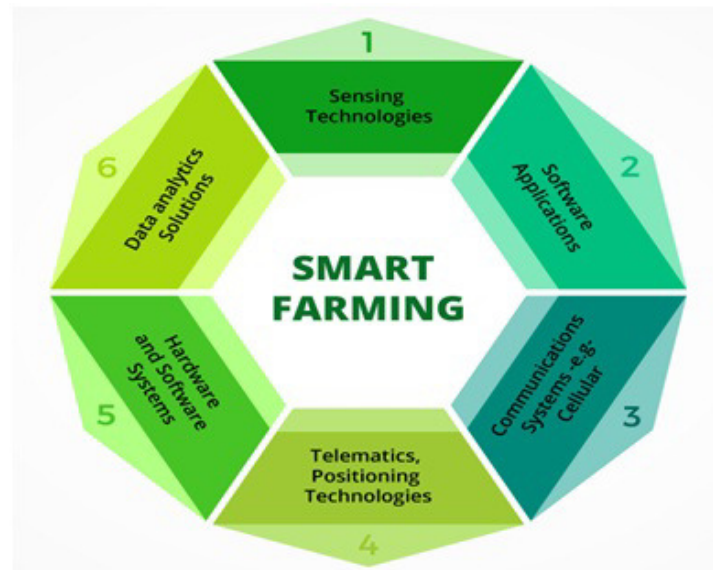 1
Sensing
Technologies
2
Software
Applications
3
Communications
Systems -e.g-
Cellular
4
Telematics,
Positioning
Technologies
5
Hardware
and Software
Systems
6
Data analytics
Solutions
SMART
FARMING